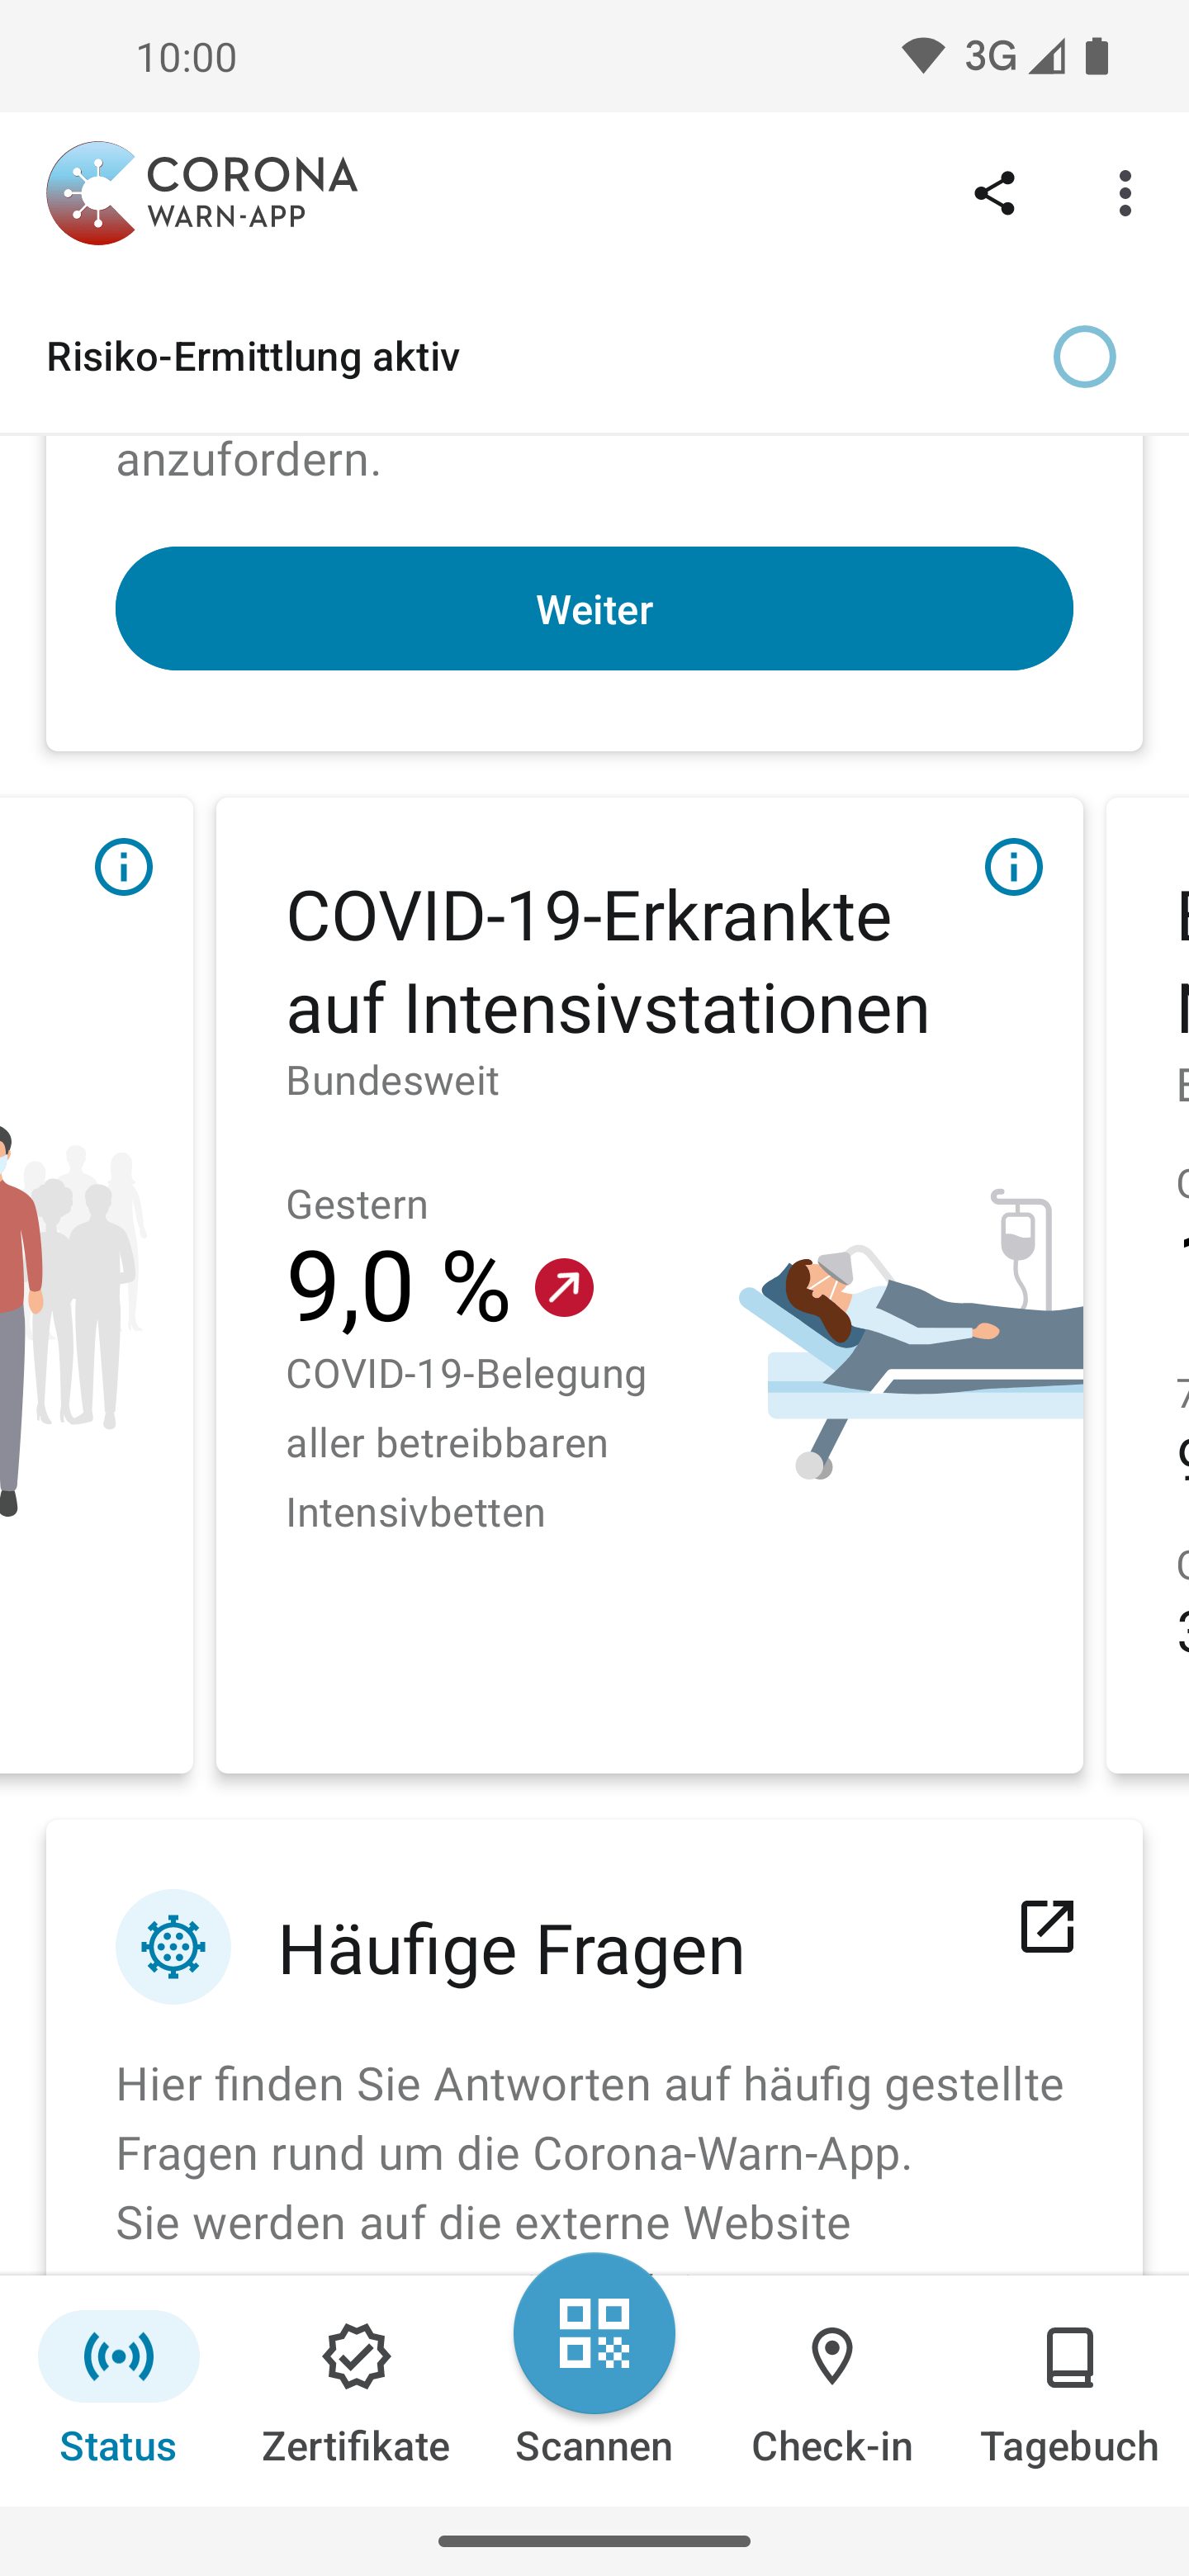 10:00
3G
CORONA
WARN-APP
Risiko-Ermittlung aktiv
anzufordern.
Weiter
COVID-19-Erkrankte
auf Intensivstationen
Bundesweit
Gestern
9,0 %
COVID-19-Belegung
aller betreibbaren
Intensivbetten
Häufige Fragen
Hier finden Sie Antworten auf häufig gestellte
Fragen rund um die Corona-Warn-App.
Sie werden auf die externe Website
Status
Zertifikate
Scannen
Check-in
Tagebuch